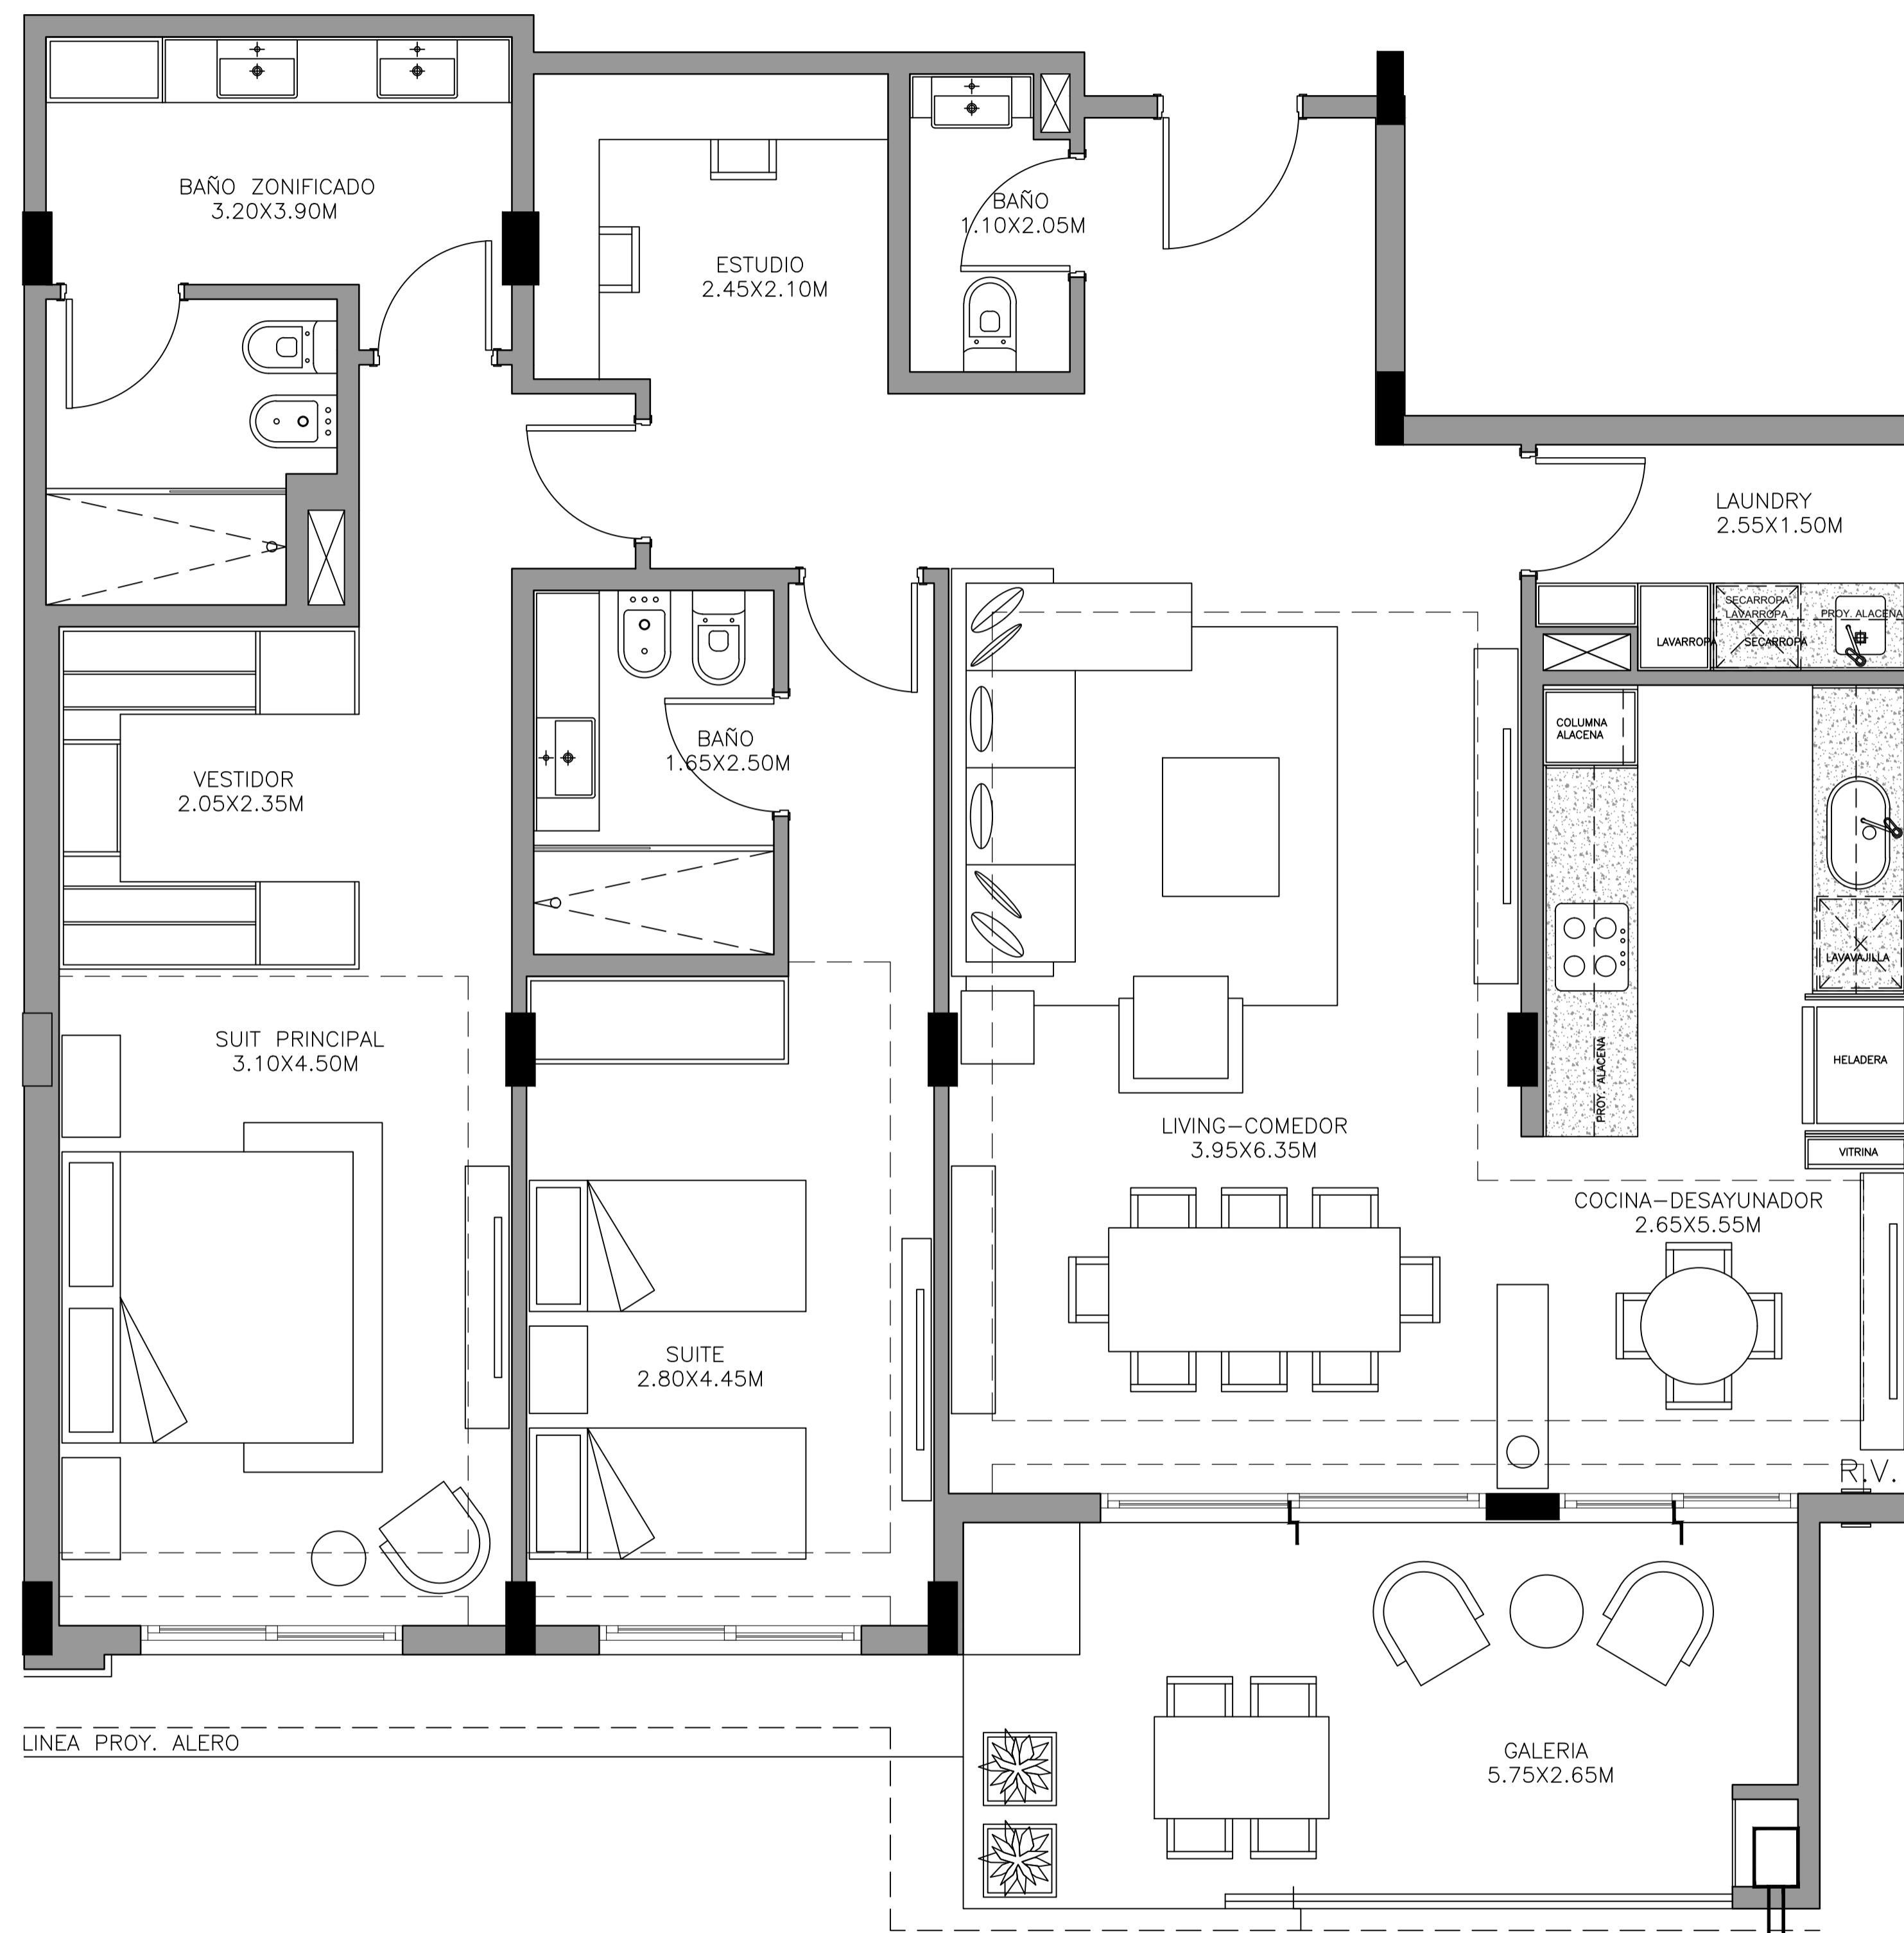 BAÑO ZONIFICADO
3.20X3.90M
BAÑO
1.10X2.05M
ESTUDIO
2.45X2.10M
LAUNDRY
2.55X1.50M
SECARROPA
LAVARROPA
PROY. ALACENA
LAVARROPA
SECARROPA
COLUMNA
ALACENA
BAÑO
1.65X2.50M
VESTIDOR
2.05X2.35M
LAVAVAJILLA
SUIT PRINCIPAL
3.10X4.50M
HELADERA
PROY. ALACENA
LIVING-COMEDOR
3.95X6.35M
VITRINA
COCINA-DESAYUNADOR
2.65X5.55M
SUITE
2.80X4.45M
R.V.
LINEA PROY. ALERO
GALERIA
5.75X2.65M